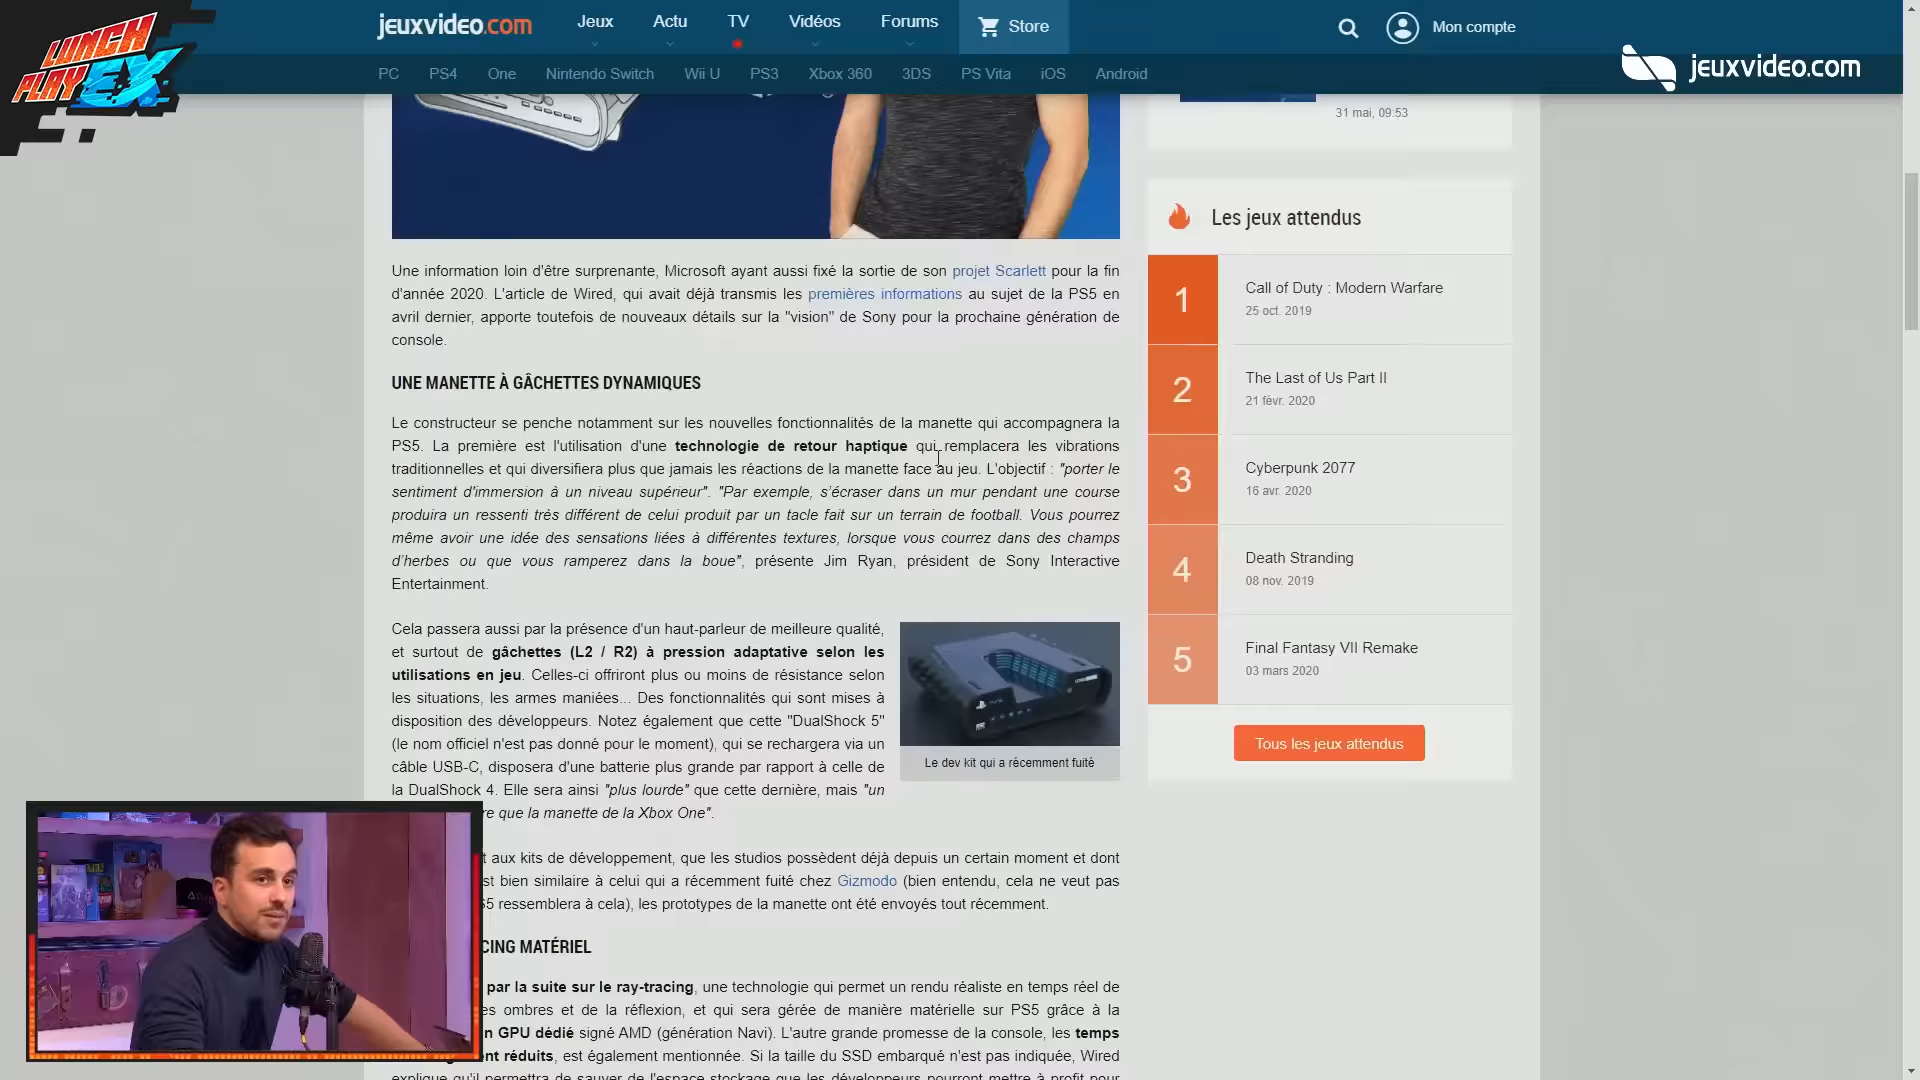 LUNCH
PLAY EX
jeuxvideo.com
Jeux
Actu
TV
Vidéos
Forums
Store
Mon compte
PC
PS4
One
Nintendo Switch
Wii U
PS3
Xbox 360
3DS
PS Vita
iOS
Android
jeuxvideo.com
31 mai, 09:53
Une information loin d'être surprenante, Microsoft ayant aussi fixé la sortie de son projet Scarlett pour la fin
d'année 2020. L'article de Wired, qui avait déjà transmis les premières informations au sujet de la PS5 en
avril dernier, apporte toutefois de nouveaux détails sur la "vision" de Sony pour la prochaine génération de
console.
UNE MANETTE À GÂCHETTES DYNAMIQUES
Le constructeur se penche notamment sur les nouvelles fonctionnalités de la manette qui accompagnera la
PS5. La première est l'utilisation d'une technologie de retour haptique qui remplacera les vibrations
traditionnelles et qui diversifiera plus que jamais les réactions de la manette face au jeu. L'objectif : "porter le
sentiment d'immersion à un niveau supérieur". "Par exemple, s'écraser dans un mur pendant une course
produira un ressenti très différent de celui produit par un tacle fait sur un terrain de football. Vous pourrez
même avoir une idée des sensations liées à différentes textures, lorsque vous courrez dans des champs
d'herbes ou que vous ramperez dans la boue", présente Jim Ryan, président de Sony Interactive
Entertainment.
Cela passera aussi par la présence d'un haut-parleur de meilleure qualité,
et surtout de gâchettes (L2 / R2) à pression adaptative selon les
utilisations en jeu. Celles-ci offriront plus ou moins de résistance selon
les situations, les armes maniées... Des fonctionnalités qui sont mises à
disposition des développeurs. Notez également que cette "DualShock 5"
(le nom officiel n'est pas donné pour le moment), qui se rechargera via un
câble USB-C, disposera d'une batterie plus grande par rapport à celle de
la DualShock 4. Elle sera ainsi "plus lourde" que cette dernière, mais "un
re que la manette de la Xbox One".
Le dev kit qui a récemment fuité
t aux kits de développement, que les studios possèdent déjà depuis un certain moment et dont
st bien similaire à celui qui a récemment fuité chez Gizmodo (bien entendu, cela ne veut pas
S5 ressemblera à cela), les prototypes de la manette ont été envoyés tout récemment.
CING MATÉRIEL
par la suite sur le ray-tracing, une technologie qui permet un rendu réaliste en temps réel de
es ombres et de la réflexion, et qui sera gérée de manière matérielle sur PS5 grâce à la
n GPU dédié signé AMD (génération Navi). L'autre grande promesse de la console, les temps
ent réduits, est également mentionnée. Si la taille du SSD embarqué n'est pas indiquée, Wired
explique qu'il permettra de sauver de l'espace stockage que les développeurs pourront mettre à profit pour
Les jeux attendus
1
Call of Duty : Modern Warfare
25 oct. 2019
2
The Last of Us Part II
21 févr. 2020
3
Cyberpunk 2077
16 avr. 2020
4
Death Stranding
08 nov. 2019
5
Final Fantasy VII Remake
03 mars 2020
Tous les jeux attendus